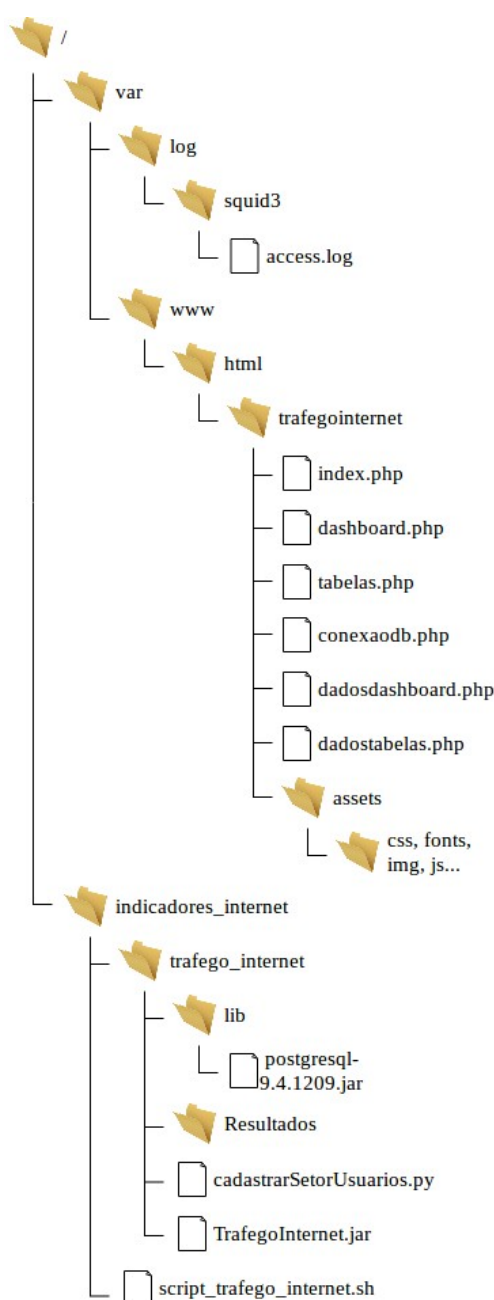 /
var
log
squid3
access.log
www
html
trafegointernet
index.php
dashboard.php
tabelas.php
conexaodb.php
dadosdashboard.php
dadostabelas.php
assets
css, fonts,
img, js...
indicadores_internet
trafego_internet
lib
postgresql-
9.4.1209.jar
Resultados
cadastrarSetorUsuarios.py
TrafegoInternet.jar
script_trafego_internet.sh